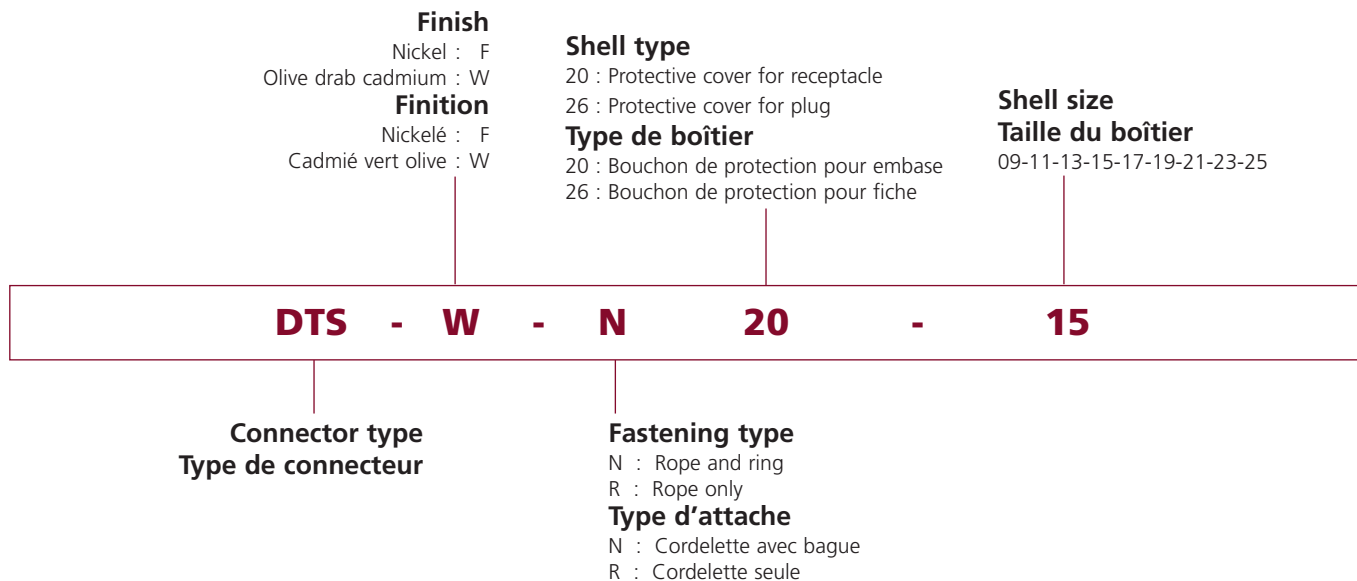 Finish
Nickel : F
Olive drab cadmium : W
Finition
Nickelé : F
Cadmié vert olive : W
Shell type
20 : Protective cover for receptacle
26 : Protective cover for plug
Type de boîtier
20 : Bouchon de protection pour embase
26 : Bouchon de protection pour fiche
Shell size
Taille du boîtier
09-11-13-15-17-19-21-23-25
DTS - W - N 20 - 15
Connector type
Type de connecteur
Fastening type
N : Rope and ring
R : Rope only
Type d’attache
N : Cordelette avec bague
R : Cordelette seule